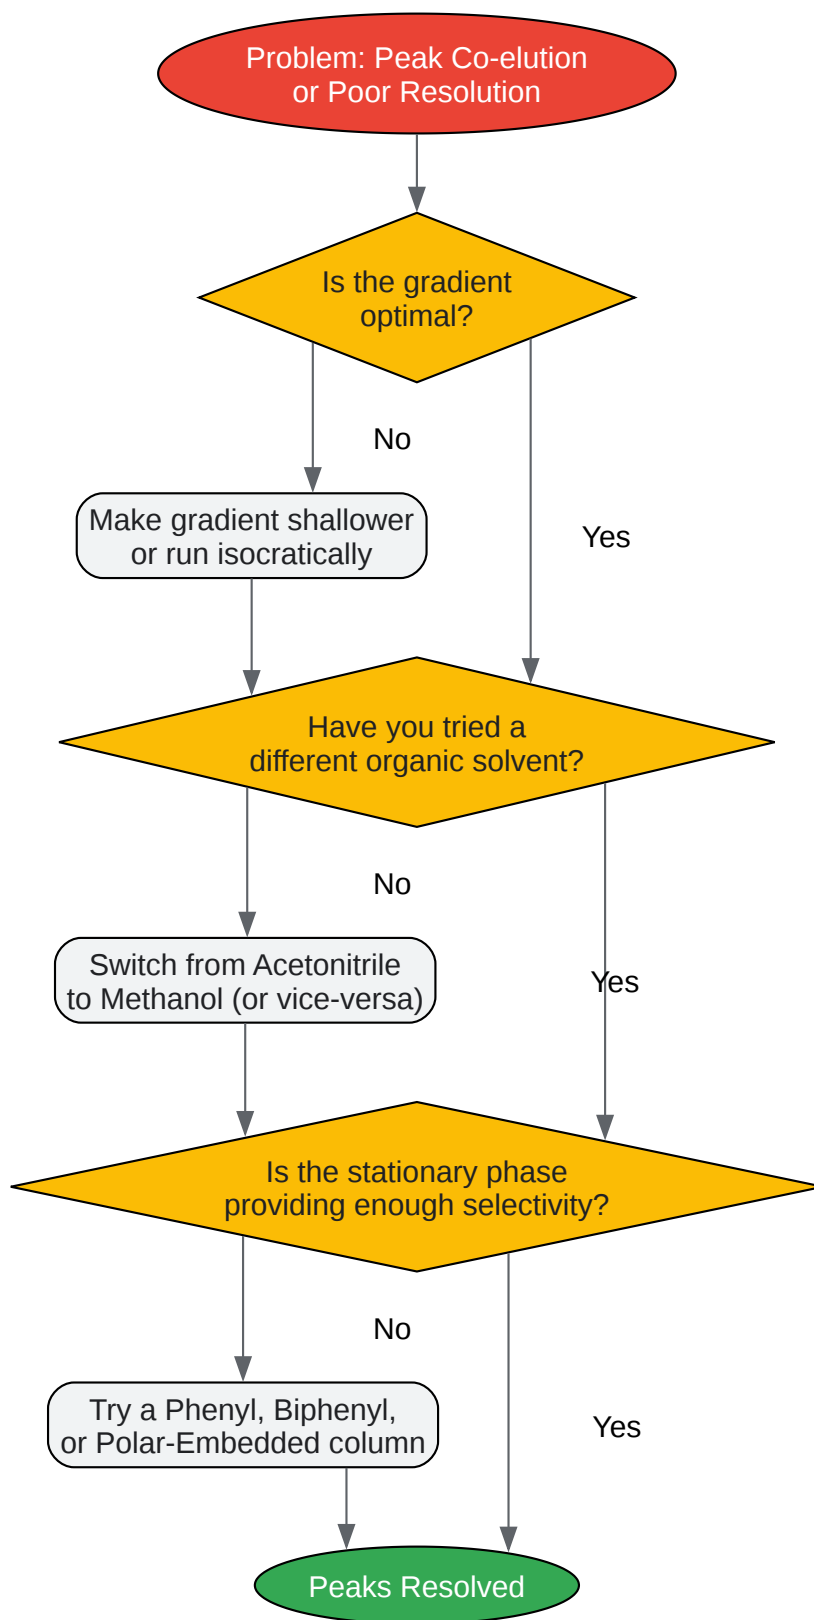 Problem: Peak Co-elution
or Poor Resolution
Is the gradient
optimal?
No
Make gradient shallower
or run isocratically
Yes
Have you tried a
different organic solvent?
No
Switch from Acetonitrile
to Methanol (or vice-versa)
Yes
Is the stationary phase
providing enough selectivity?
No
Try a Phenyl, Biphenyl,
or Polar-Embedded column
Yes
Peaks Resolved